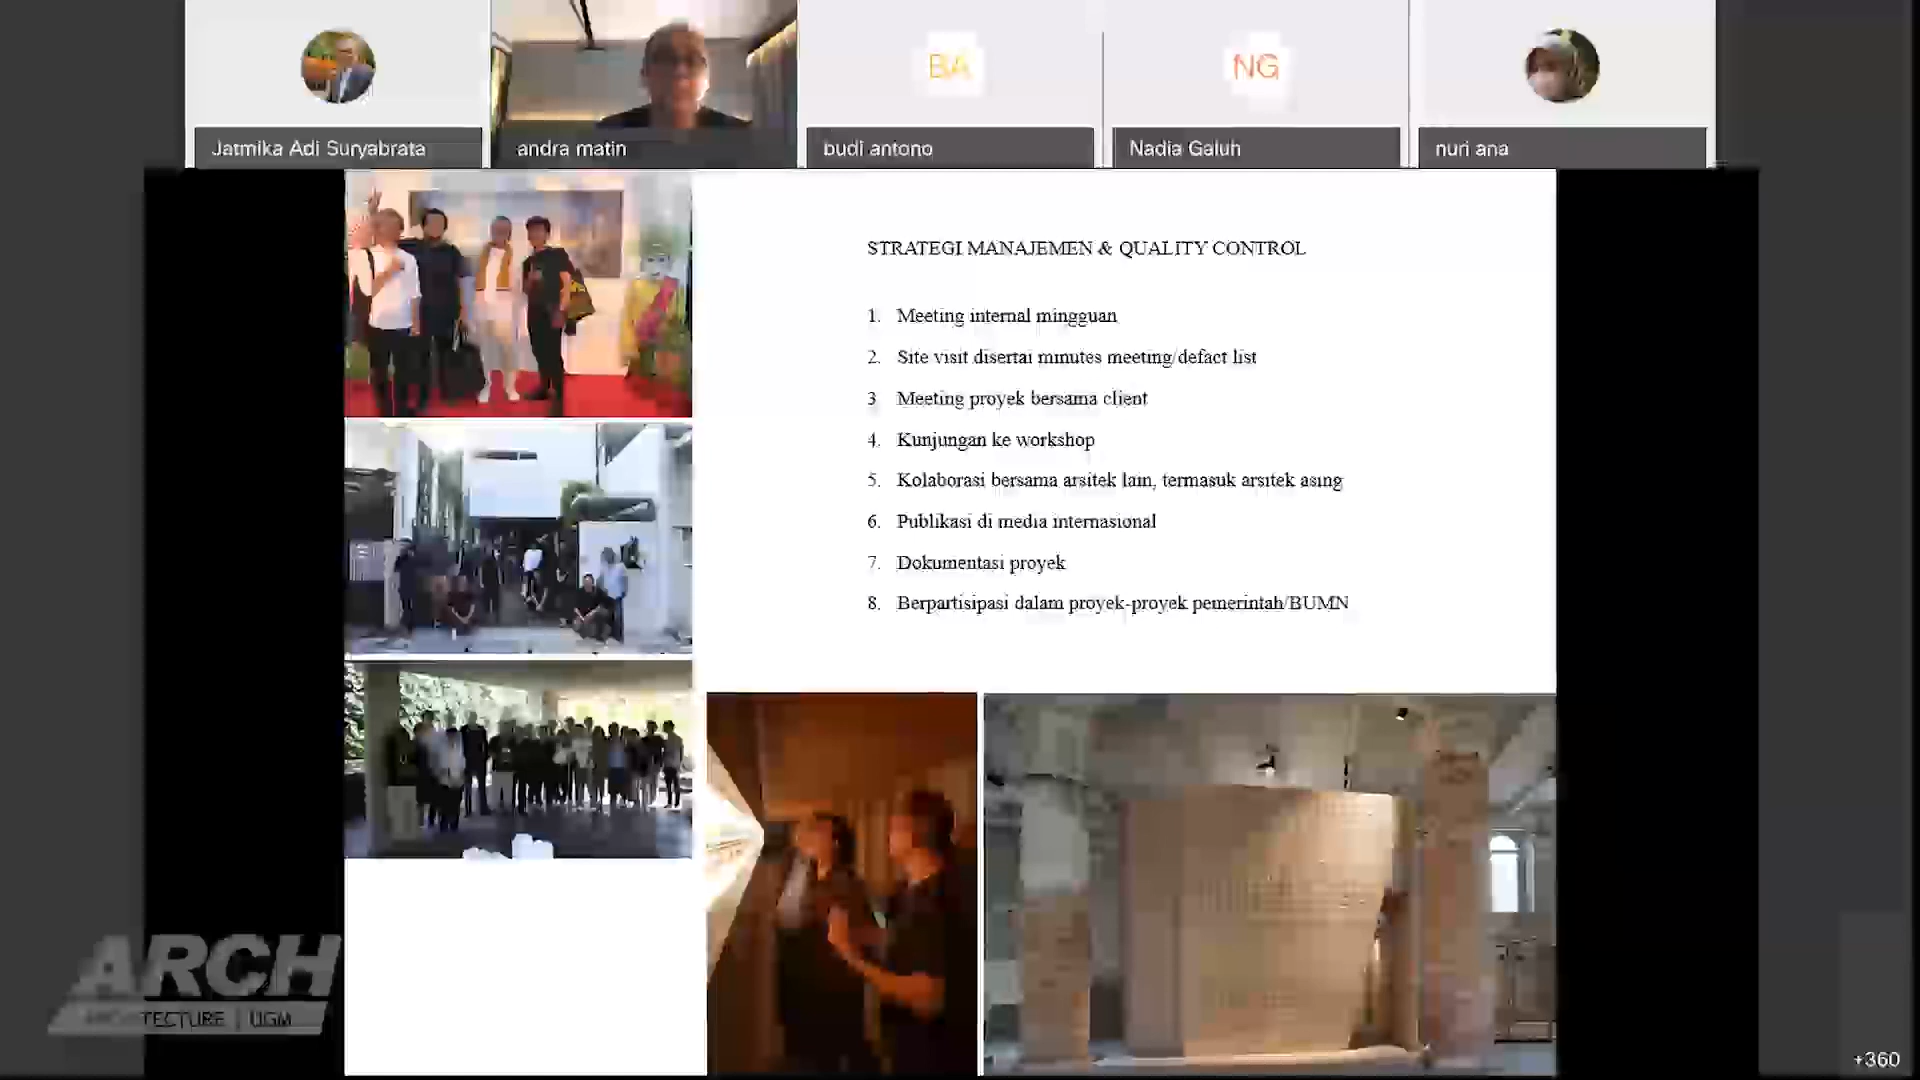 BA
NG
Jatmika Adi Suryabrata
andra matin
budi antono
Nadia Galuh
nuri ana
STRATEGI MANAJEMEN & QUALITY CONTROL
1. Meeting internal mingguan
2. Site visit disertai minutes meeting/defact list
3 Meeting proyek bersama client
4. Kunjungan ke workshop
5. Kolaborasi bersama arsitek lain, termasuk arsitek asing
6. Publikasi di media internasional
7. Dokumentasi proyek
8. Berpartisipasi dalam proyek-proyek pemerintah/BUMN
ARCH
ARCHITECTURE | UGM
+360